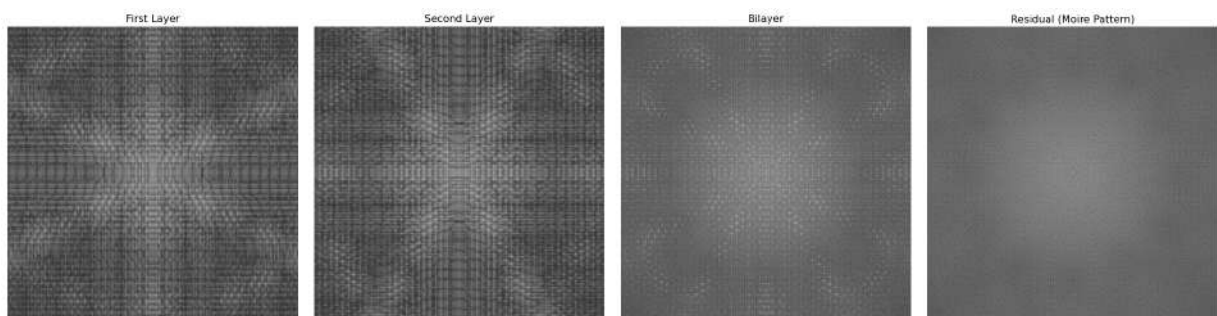 First Layer
Second Layer
Bilayer
Residual (Moire Pattern)